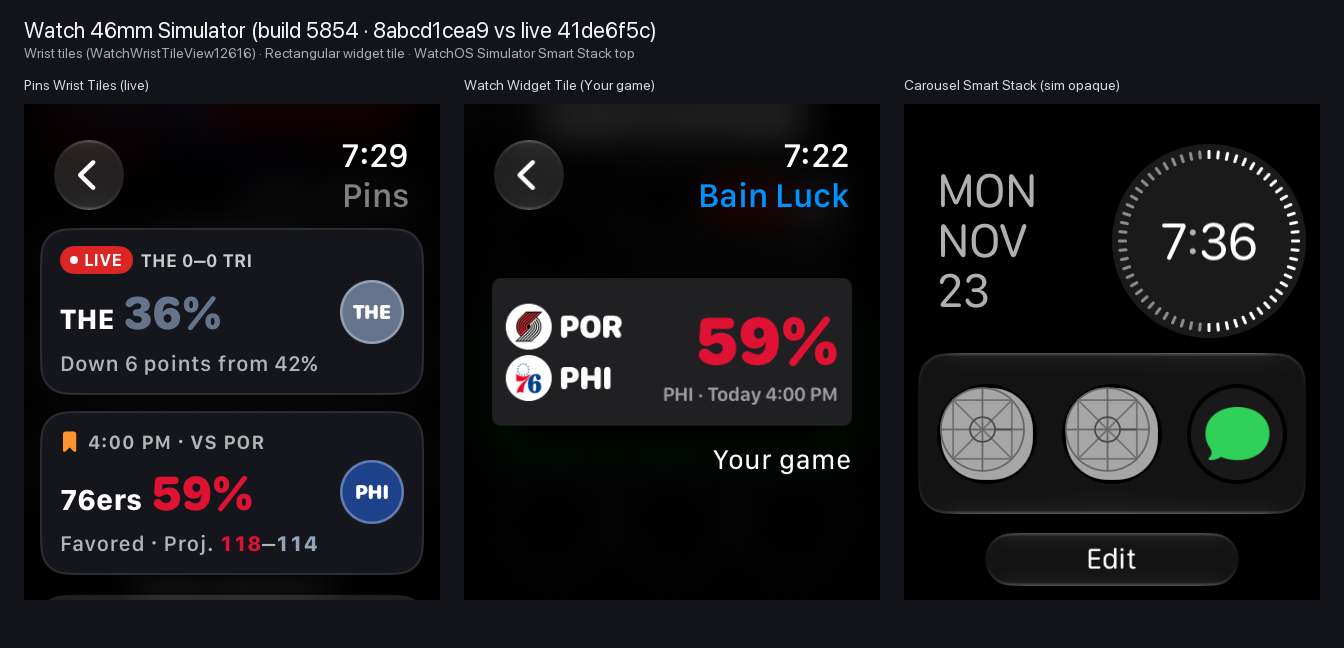 Watch 46mm Simulator (build 5854 · 8abcd1cea9 vs live 41de6f5c)
Wrist tiles (WatchWristTileView12616) · Rectangular widget tile · WatchOS Simulator Smart Stack top
Pins Wrist Tiles (live)
7:29
Pins
LIVE THE 0–0 TRI
THE 36%
THE
Down 6 points from 42%
4:00 PM · VS POR
76ers 59%
PHI
Favored · Proj. 118–114
Watch Widget Tile (Your game)
7:22
Bain Luck
POR
76 PHI
59%
PHI · Today 4:00 PM
Your game
Carousel Smart Stack (sim opaque)
MON
NOV
23
7:36
Edit